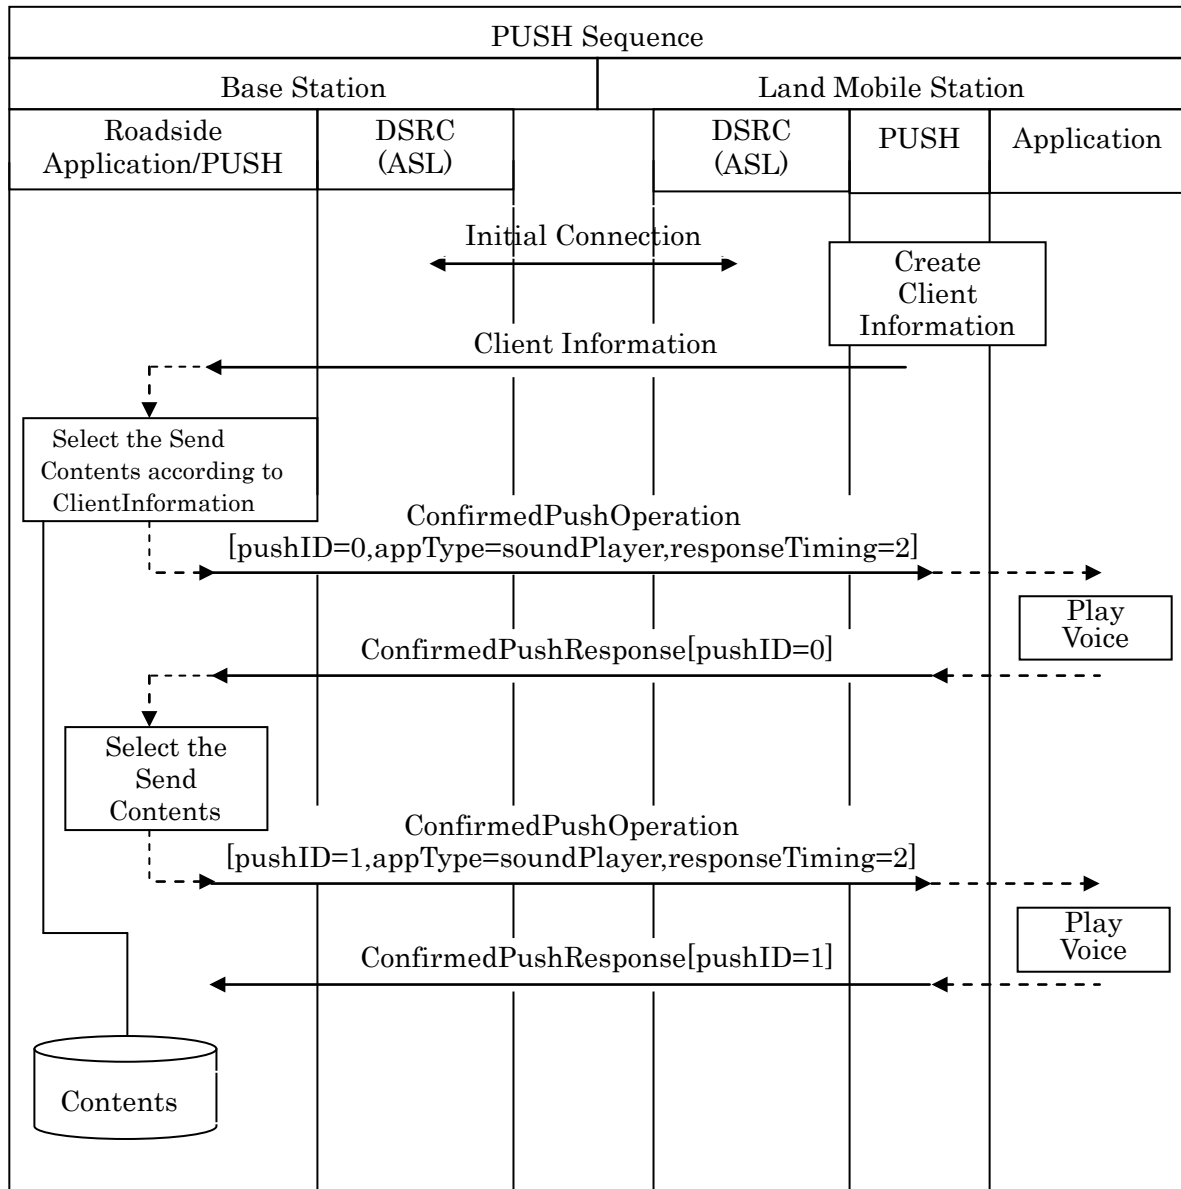 PUSH Sequence
Base Station
Land Mobile Station
Roadside
Application/PUSH
DSRC
(ASL)
DSRC
(ASL)
PUSH
Application
Initial Connection
Create
Client
Information
Client Information
Select the Send
Contents according to
ClientInformation
ConfirmedPushOperation
[pushID=0,appType=soundPlayer,responseTiming=2]
Play
Voice
ConfirmedPushResponse[pushID=0]
Select the
Send
Contents
ConfirmedPushOperation
[pushID=1,appType=soundPlayer,responseTiming=2]
Play
Voice
ConfirmedPushResponse[pushID=1]
Contents